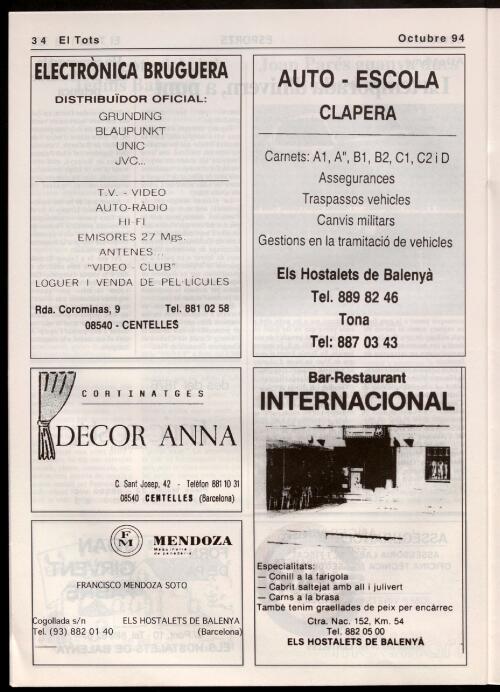 34 El Tots
Octubre 94
ELECTRÒNICA BRUGUERA
DISTRIBUÏDOR OFICIAL:
GRUNDING
BLAUPUNKT
UNIC
JVC...
T.V. - VIDEO
AUTO-RÀDIO
HI-FI
EMISORES 27 Mgs.
ANTENES...
"VIDEO - CLUB"
LOGUER I VENDA DE PEL·LÍCULES
Rda. Corominas, 9 Tel. 881 02 58
08540 - CENTELLES
AUTO - ESCOLA
CLAPERA
Carnets: A1, A", B1, B2, C1, C2 i D
Assegurances
Traspassos vehicles
Canvis militars
Gestions en la tramitació de vehicles
Els Hostalets de Balenyà
Tel. 889 82 46
Tona
Tel: 887 03 43
CORTINATGES
DECOR ANNA
C. Sant Josep, 42 - Telèfon 881 10 31
08540 CENTELLES (Barcelona)
Bar-Restaurant
INTERNACIONAL
Especialitats:
— Conill a la farigola
— Cabrit saltejat amb all i julivert
— Carns a la brasa
També tenim graellades de peix per encàrrec
Ctra. Nac. 152, Km. 54
Tel. 882 05 00
ELS HOSTALETS DE BALENYÀ
FM MENDOZA
Maquinaria
de panaderia
FRANCISCO MENDOZA SOTO
Cogollada s/n ELS HOSTALETS DE BALENYA
Tel. (93) 882 01 40 (Barcelona)